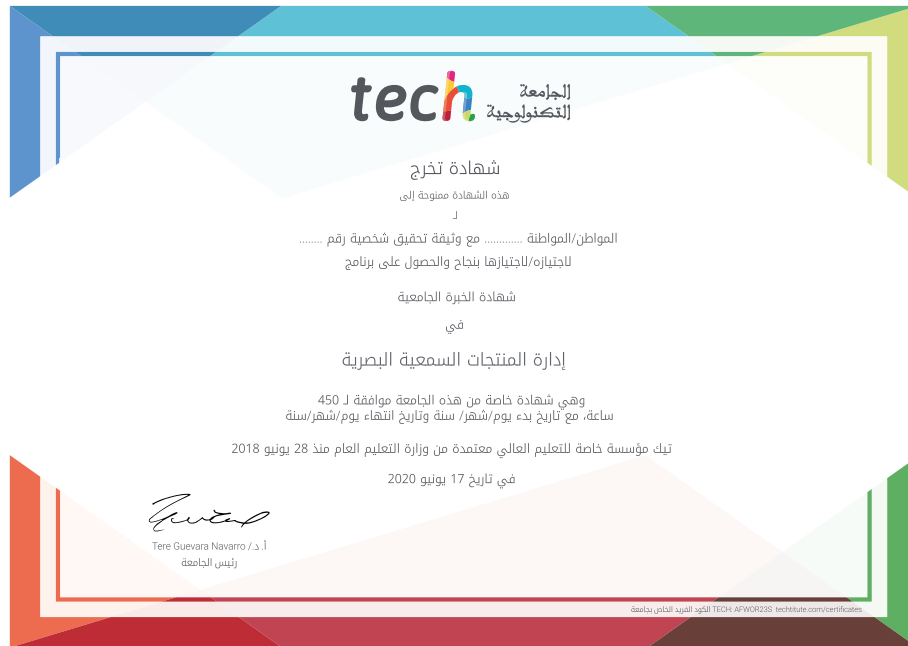 tech الجامعة
التكنولوجية
شهادة تخرج
هذه الشهادة ممنوحة إلى
لـ
المواطن/المواطنة ............ مع وثيقة تحقيق شخصية رقم ........
لاجتيازه/لاجتيازها بنجاح والحصول على برنامج
شهادة الخبرة الجامعية
في
إدارة المنتجات السمعية البصرية
وهي شهادة خاصة من هذه الجامعة موافقة لـ 450
ساعة، مع تاريخ بدء يوم/شهر/ سنة وتاريخ انتهاء يوم/شهر/سنة
تيك مؤسسة خاصة للتعليم العالي معتمدة من وزارة التعليم العام منذ 28 يونيو 2018
في تاريخ 17 يونيو 2020
أ. د./ Tere Guevara Navarro
رئيس الجامعة
الكود الفريد الخاص بجامعة TECH: AFWOR23S techtitute.com/certificates